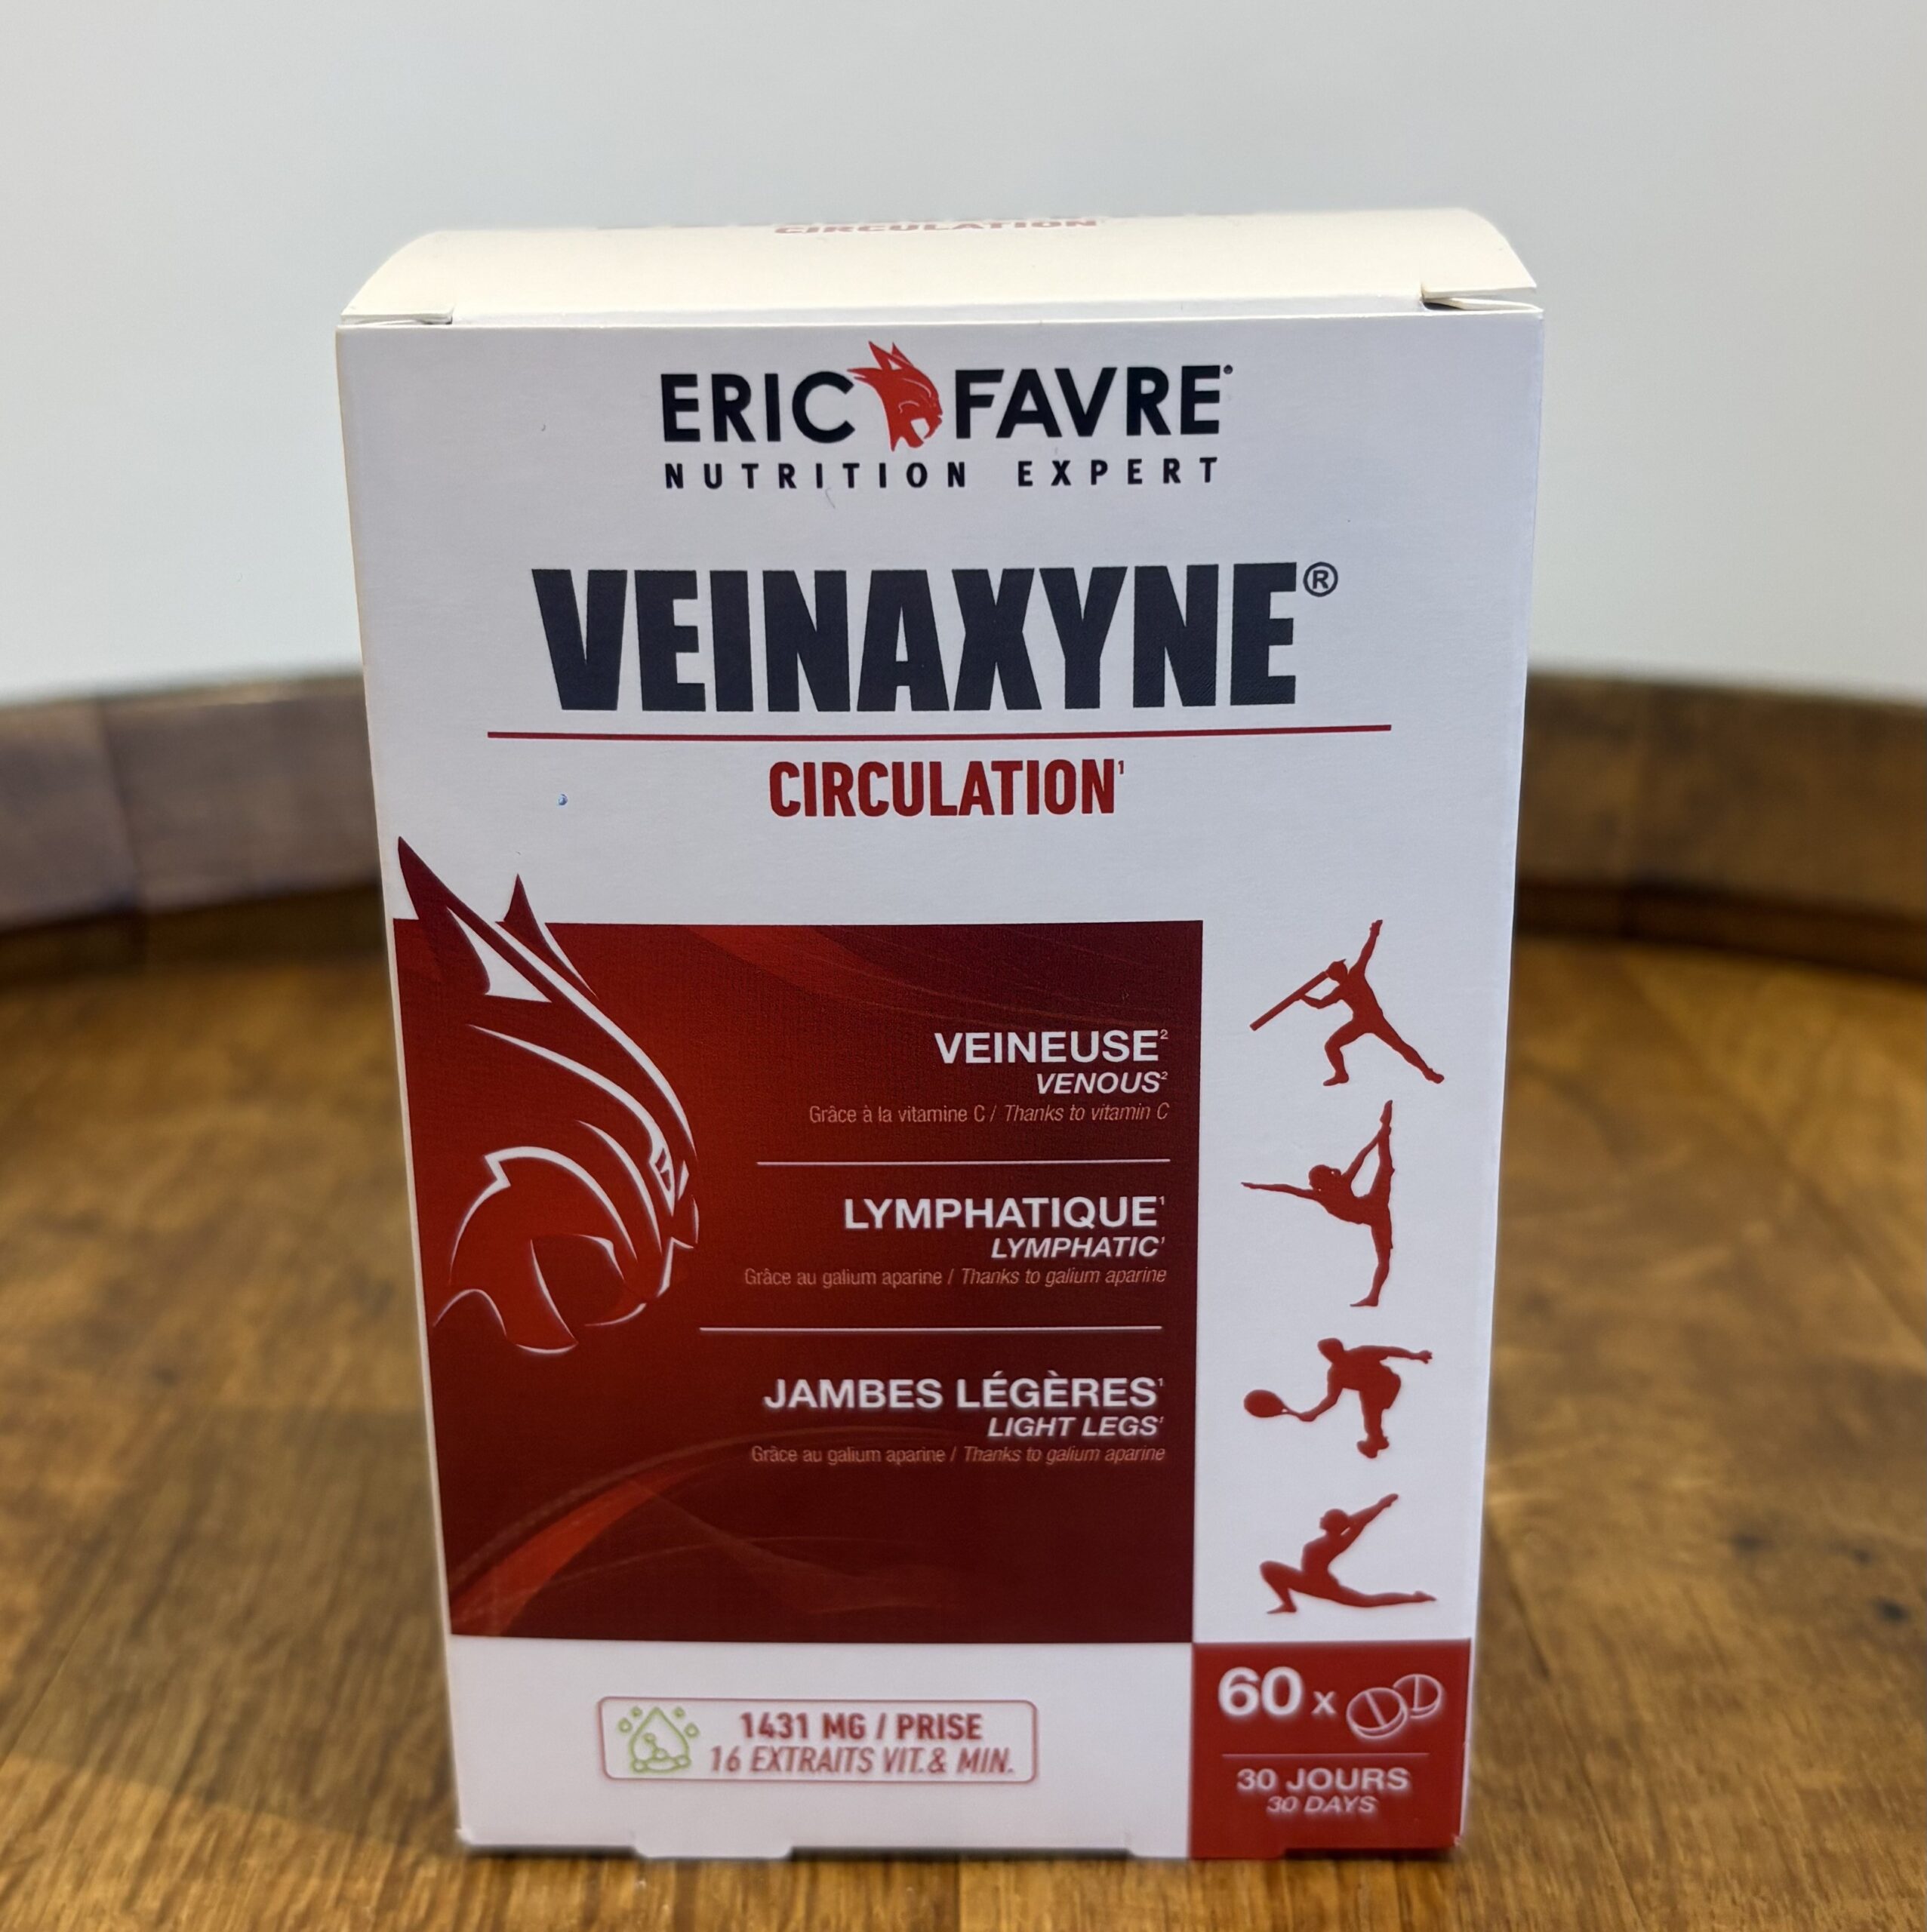 CIRCULATION
ERIC FAVRE
NUTRITION EXPERT
VEINAXYNE®
CIRCULATION¹
VEINEUSE²
VENOUS²
Grâce à la vitamine C / Thanks to vitamin C
LYMPHATIQUE¹
LYMPHATIC¹
Grâce au galium aparine / Thanks to galium aparine
JAMBES LÉGÈRES¹
LIGHT LEGS¹
Grâce au galium aparine / Thanks to galium aparine
1431 MG / PRISE
16 EXTRAITS VIT.& MIN.
60 x
30 JOURS
30 DAYS